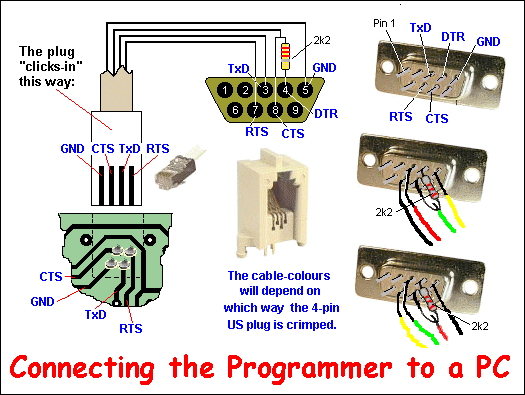 The plug
"clicks-in"
this way:
GND CTS TxD RTS
CTS
GND
TxD
RTS
2k2
TxD
GND
1 2 3 4 5
6 7 8 9
DTR
RTS
CTS
The cable-colours
will depend on
which way the 4-pin
US plug is crimped.
Pin 1
TxD
DTR
GND
RTS
CTS
2k2
2k2
Connecting the Programmer to a PC